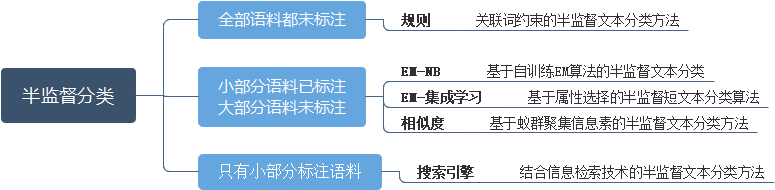 半监督分类
全部语料都未标注
规则 关联词约束的半监督文本分类方法
小部分语料已标注
大部分语料未标注
EM-NB 基于自训练EM算法的半监督文本分类
EM-集成学习 基于属性选择的半监督短文本分类算法
相似度 基于蚁群聚集信息素的半监督文本分类方法
只有小部分标注语料
搜索引擎 结合信息检索技术的半监督文本分类方法